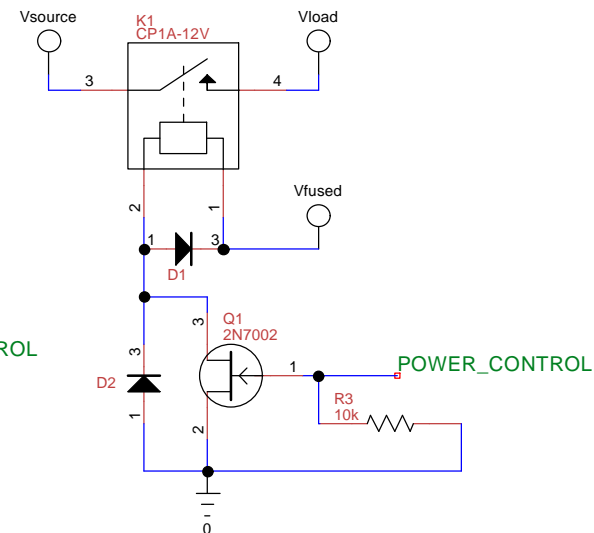 Vsource
K1
CP1A-12V
Vload
3
4
2
1
Vfused
1
3
D1
Q1
2N7002
3
ROL
3
D2
1
POWER_CONTROL
R3
10k
1
2
0